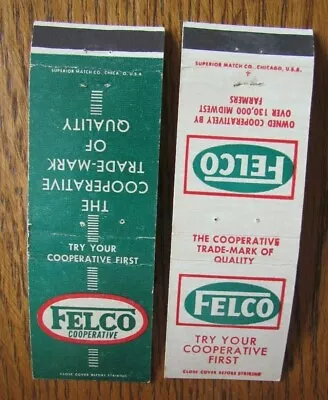 SUPERIOR MATCH CO., CHICAGO, U.S.A.
THE
COOPERATIVE
TRADE-MARK
OF
QUALITY
TRY YOUR
COOPERATIVE FIRST
FELCO
COOPERATIVE
CLOSE COVER BEFORE STRIKING
SUPERIOR MATCH CO., CHICAGO, U.S.A.
OWNED COOPERATIVELY BY
OVER 130,000 MIDWEST
FARMERS
FELCO
THE COOPERATIVE
TRADE-MARK OF
QUALITY
FELCO
TRY YOUR
COOPERATIVE
FIRST
CLOSE COVER BEFORE STRIKING